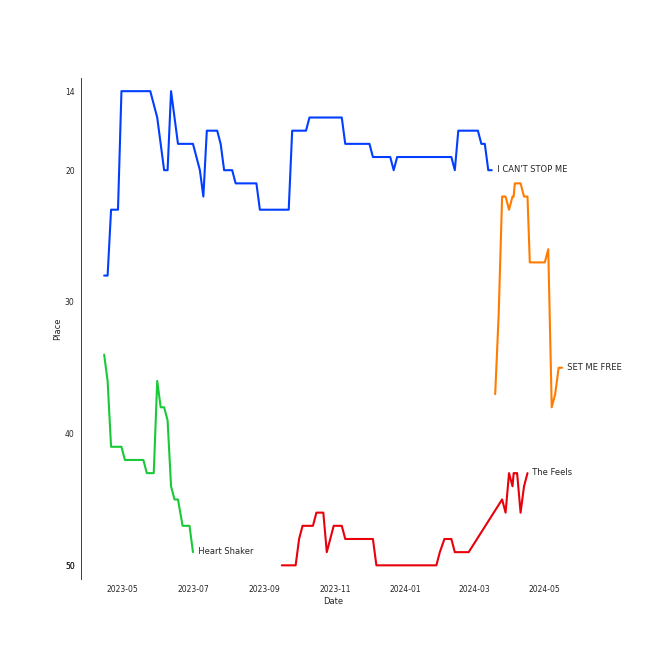 14
20
30
40
50
Place
I CAN'T STOP ME
SET ME FREE
The Feels
Heart Shaker
2023-05
2023-07
2023-09
2023-11
2024-01
2024-03
2024-05
Date